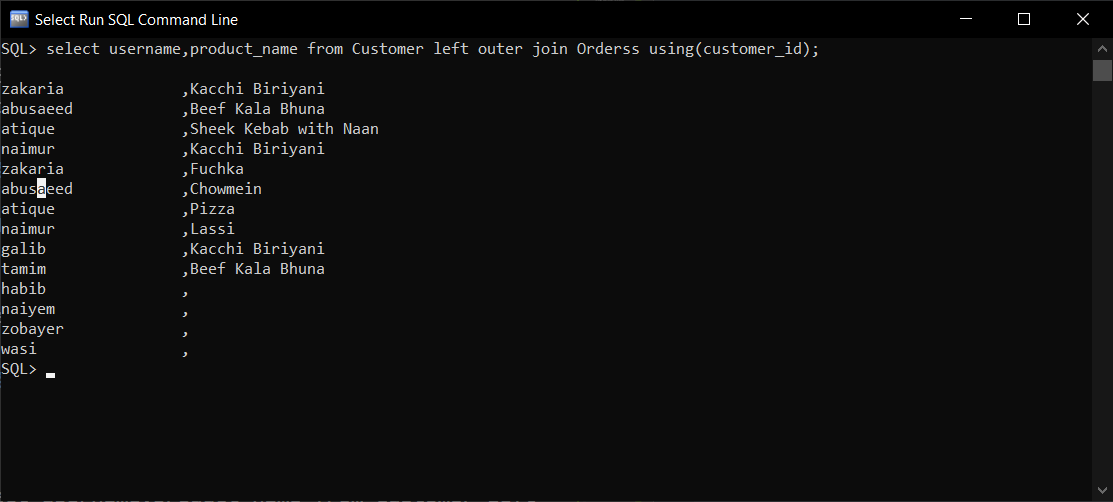 Select Run SQL Command Line
SQL> select username,product_name from Customer left outer join Orderss using(customer_id);
zakaria ,Kacchi Biriyani
abusaeed ,Beef Kala Bhuna
atique ,Sheek Kebab with Naan
naimur ,Kacchi Biriyani
zakaria ,Fuchka
abusaeed ,Chowmein
atique ,Pizza
naimur ,Lassi
galib ,Kacchi Biriyani
tamim ,Beef Kala Bhuna
habib ,
naiyem ,
zobayer ,
wasi ,
SQL>